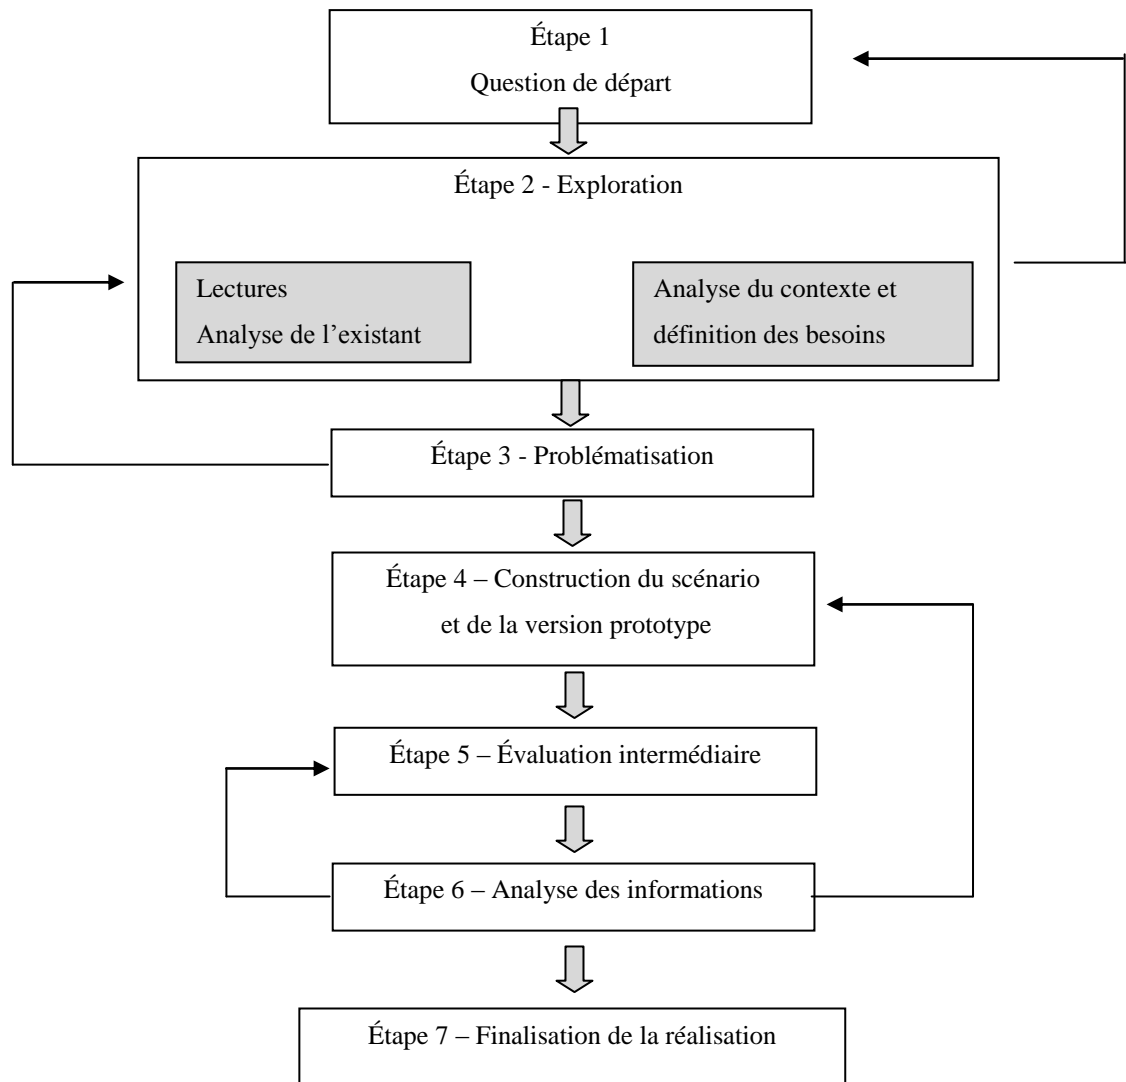 Étape 1
Question de départ
Étape 2 - Exploration
Lectures
Analyse de l’existant
Analyse du contexte et
définition des besoins
Étape 3 - Problématisation
Étape 4 – Construction du scénario
et de la version prototype
Étape 5 – Évaluation intermédiaire
Étape 6 – Analyse des informations
Étape 7 – Finalisation de la réalisation